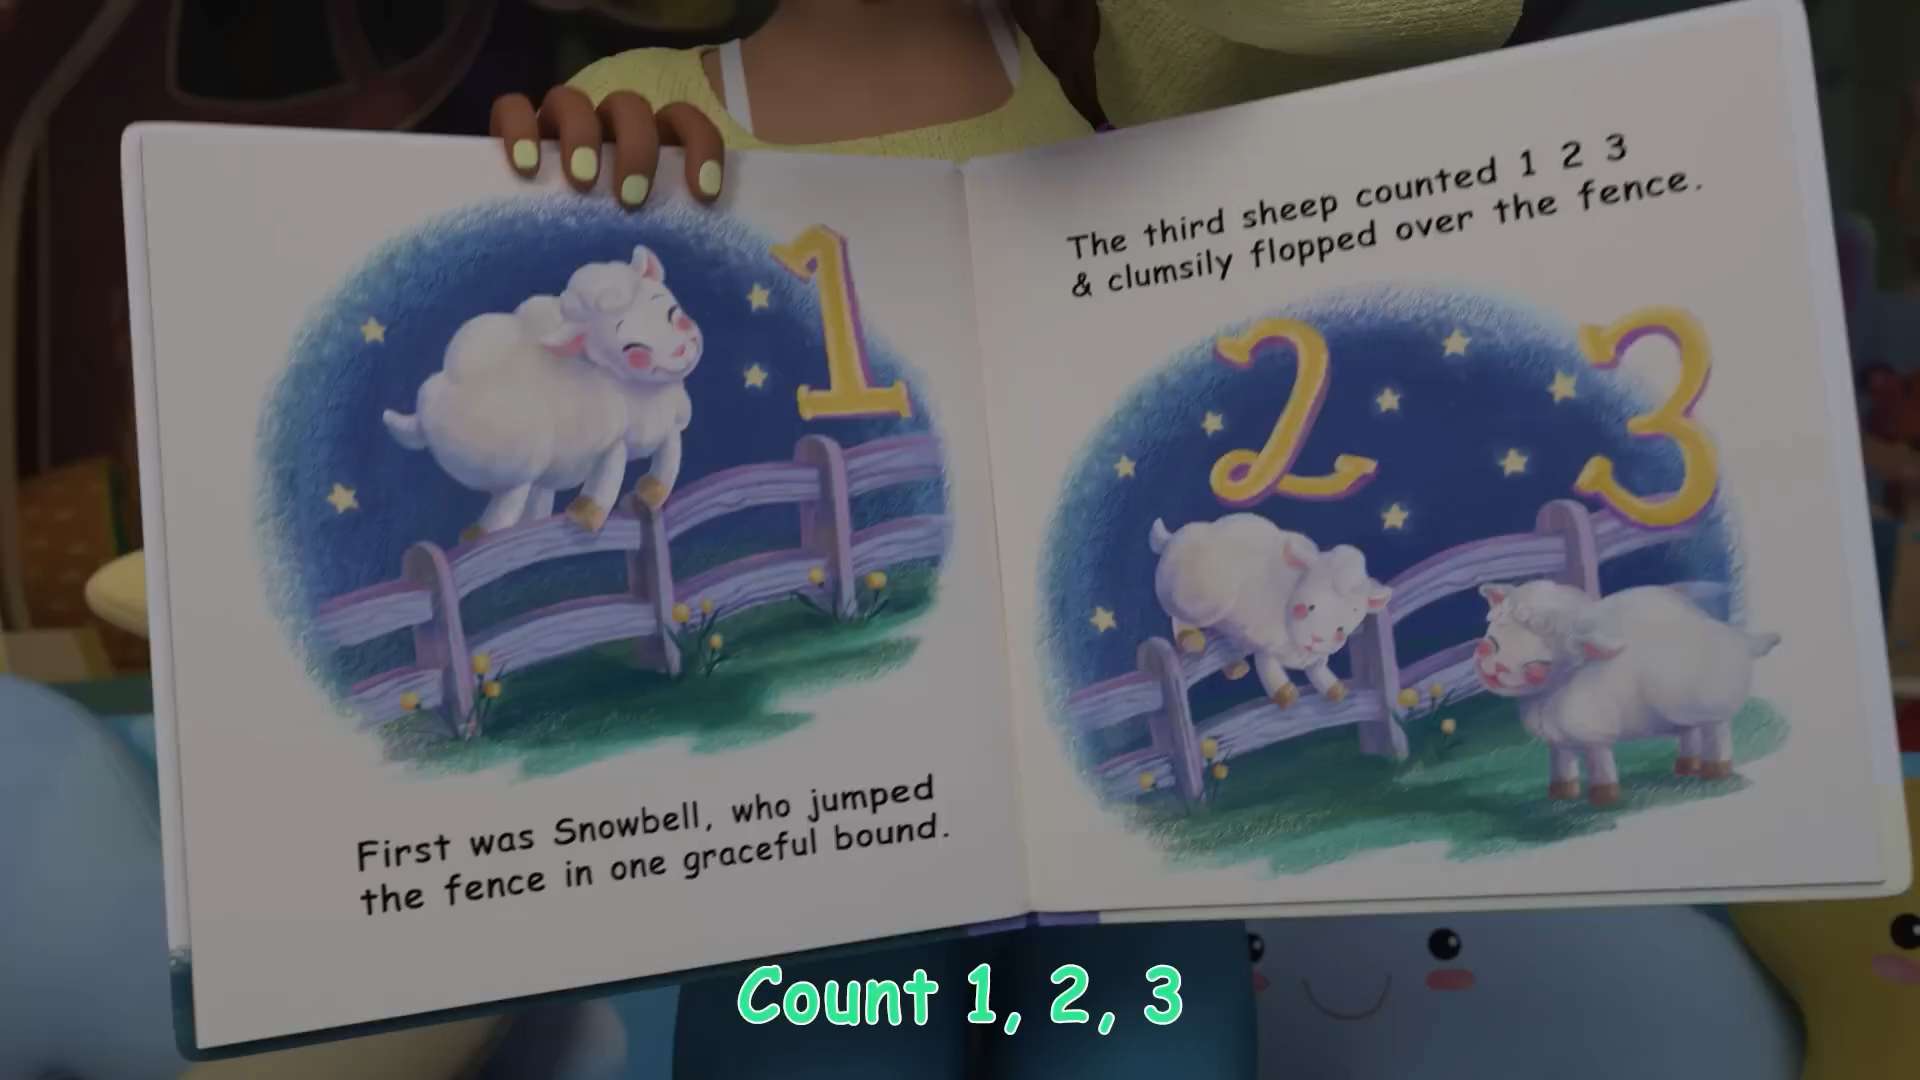 1
First was Snowbell, who jumped
the fence in one graceful bound.
The third sheep counted 1 2 3
& clumsily flopped over the fence.
2 3
Count 1, 2, 3